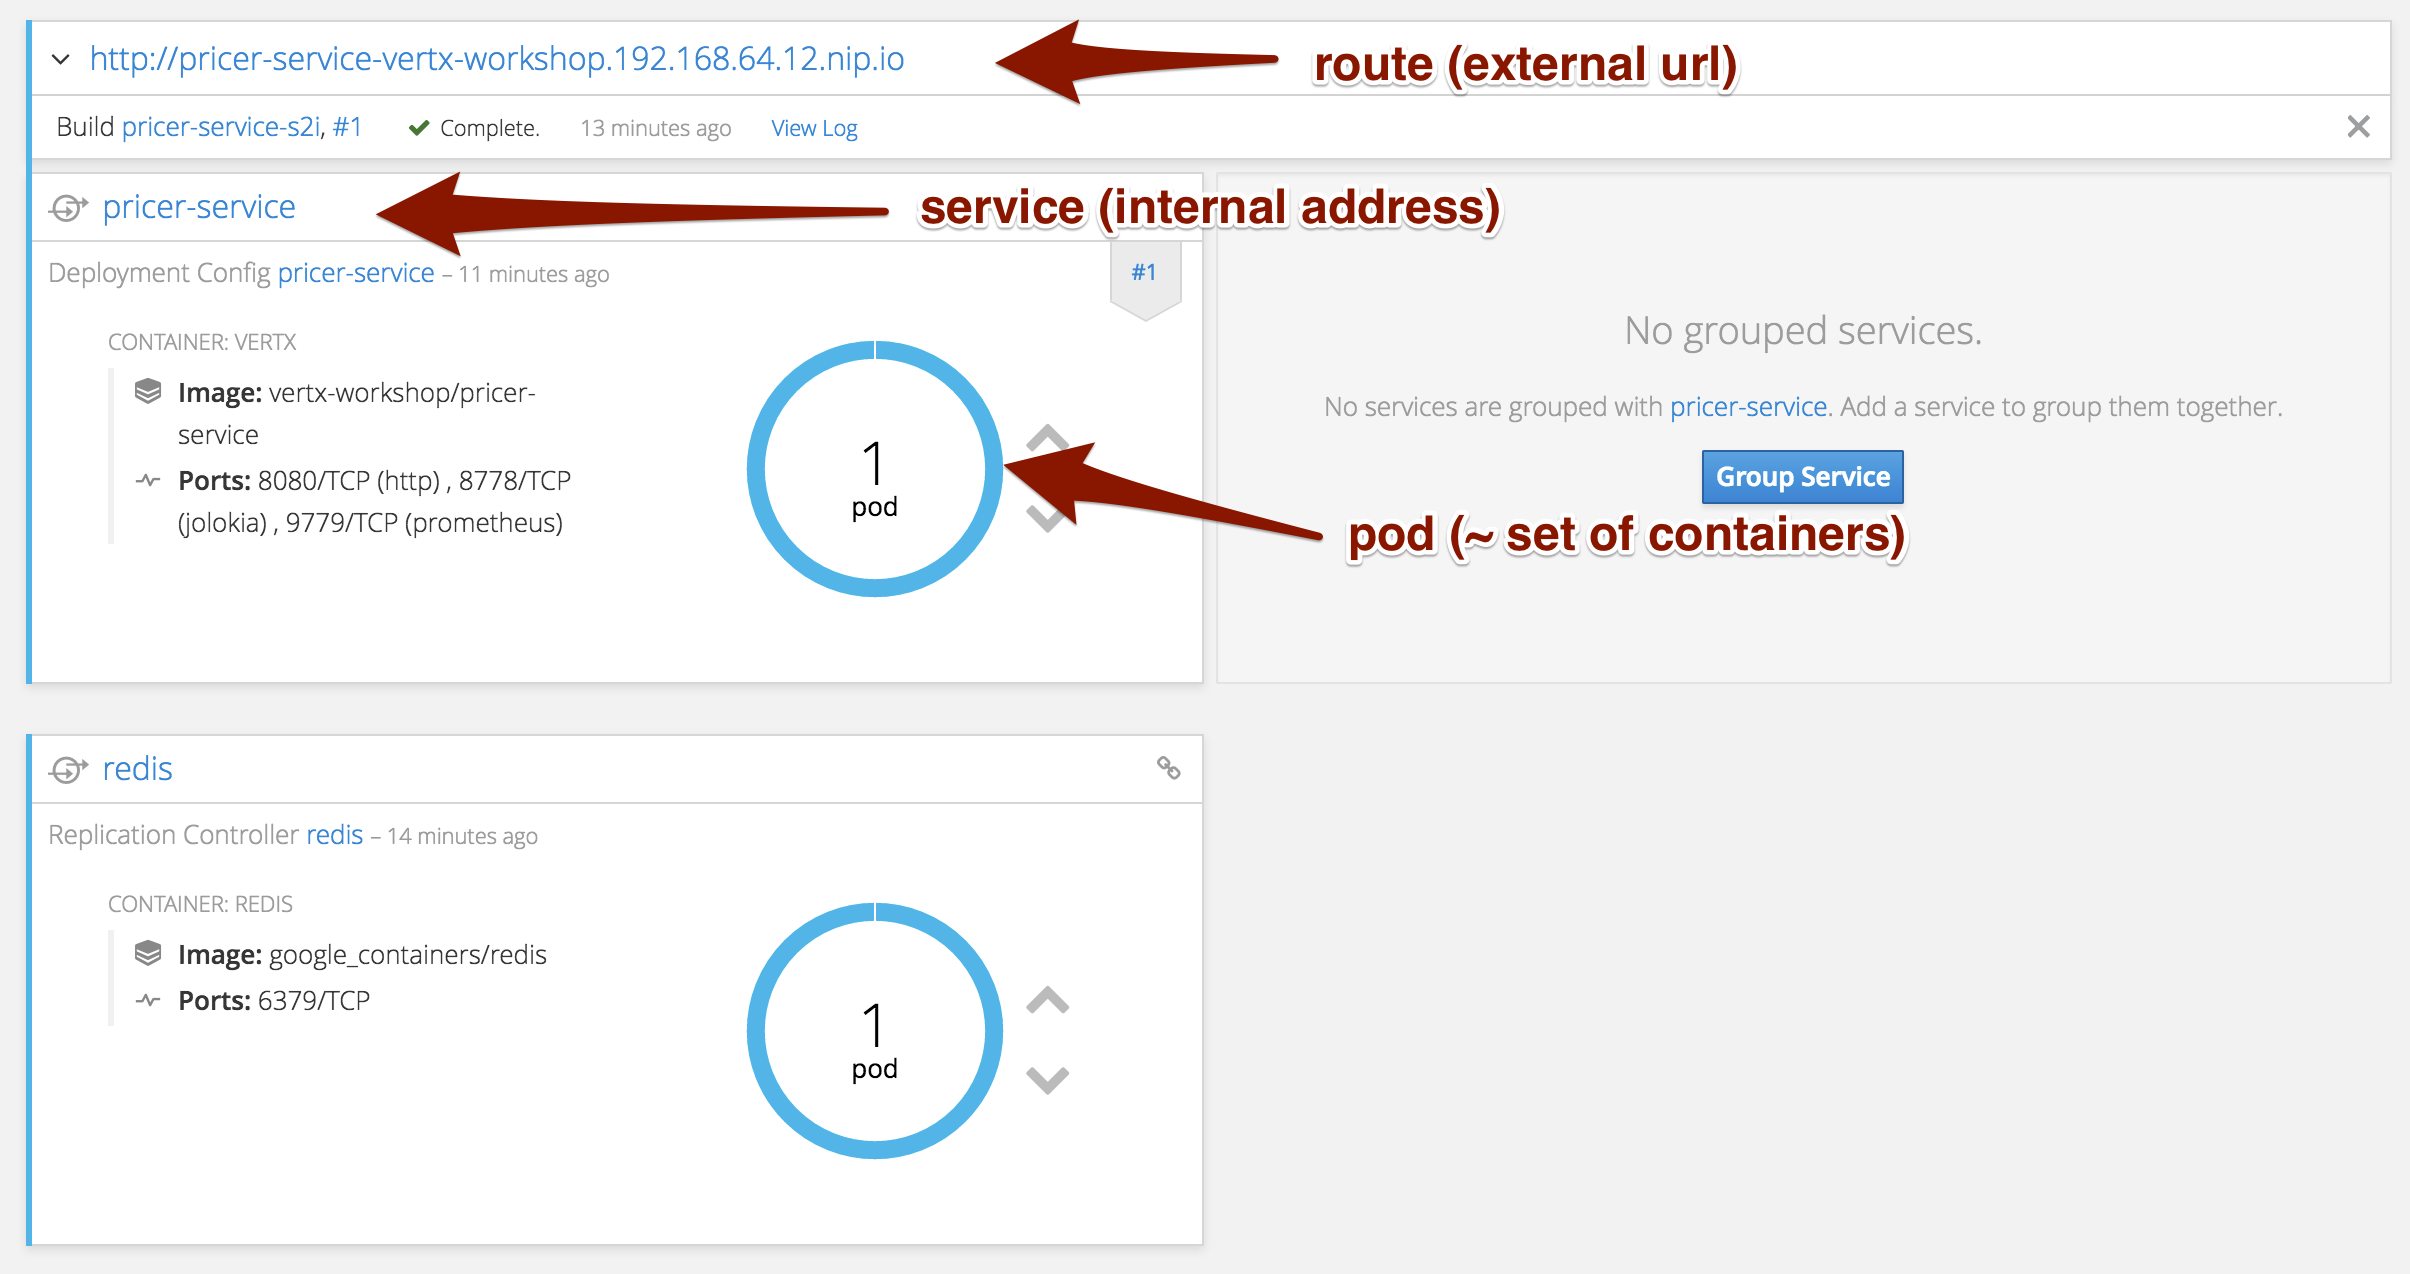 http://pricer-service-vertx-workshop.192.168.64.12.nip.io
route (external url)
Build pricer-service-s2i, #1 Complete. 13 minutes ago View Log
pricer-service
service (internal address)
Deployment Config pricer-service – 11 minutes ago
#1
CONTAINER: VERTX
Image: vertx-workshop/pricer-
service
Ports: 8080/TCP (http) , 8778/TCP
(jolokia) , 9779/TCP (prometheus)
1
pod
No grouped services.
No services are grouped with pricer-service. Add a service to group them together.
Group Service
pod (~ set of containers)
redis
Replication Controller redis – 14 minutes ago
CONTAINER: REDIS
Image: google_containers/redis
Ports: 6379/TCP
1
pod